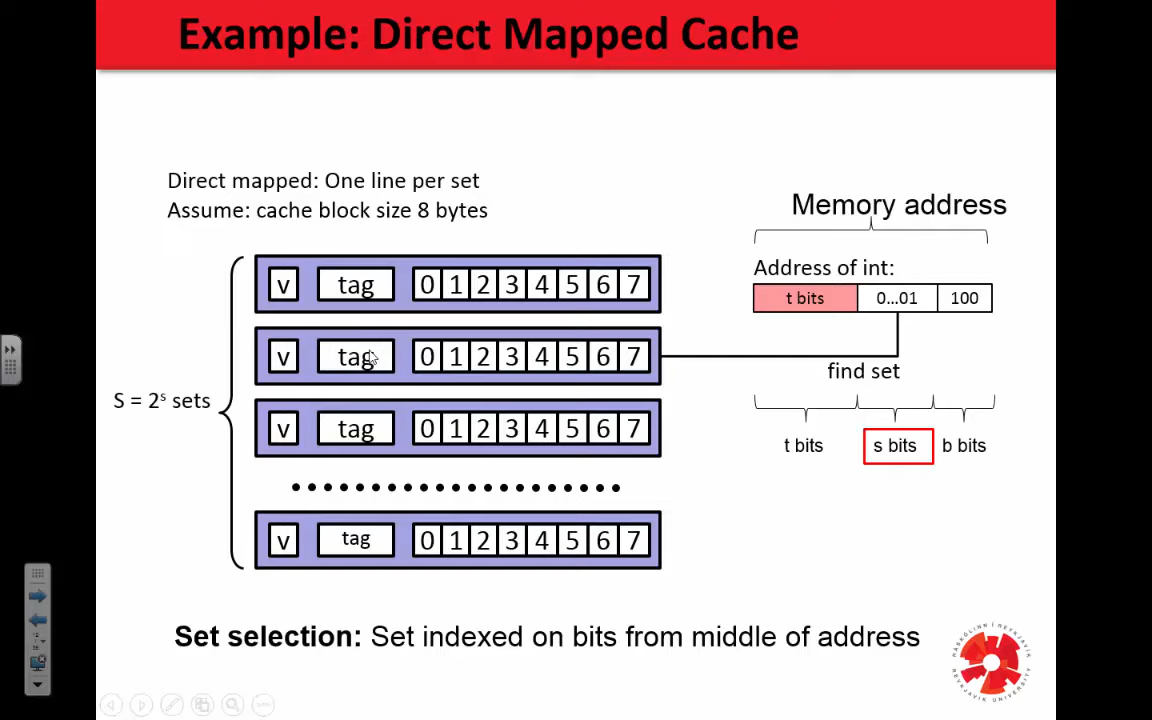 Example: Direct Mapped Cache
Direct mapped: One line per set
Assume: cache block size 8 bytes
Memory address
Address of int:
t bits 0...01 100
v tag 0 1 2 3 4 5 6 7
v tag 0 1 2 3 4 5 6 7
find set
S = 2ˢ sets
v tag 0 1 2 3 4 5 6 7
t bits s bits b bits
v tag 0 1 2 3 4 5 6 7
Set selection: Set indexed on bits from middle of address
HÁSKÓLINN Í REYKJAVÍK
REYKJAVIK UNIVERSITY